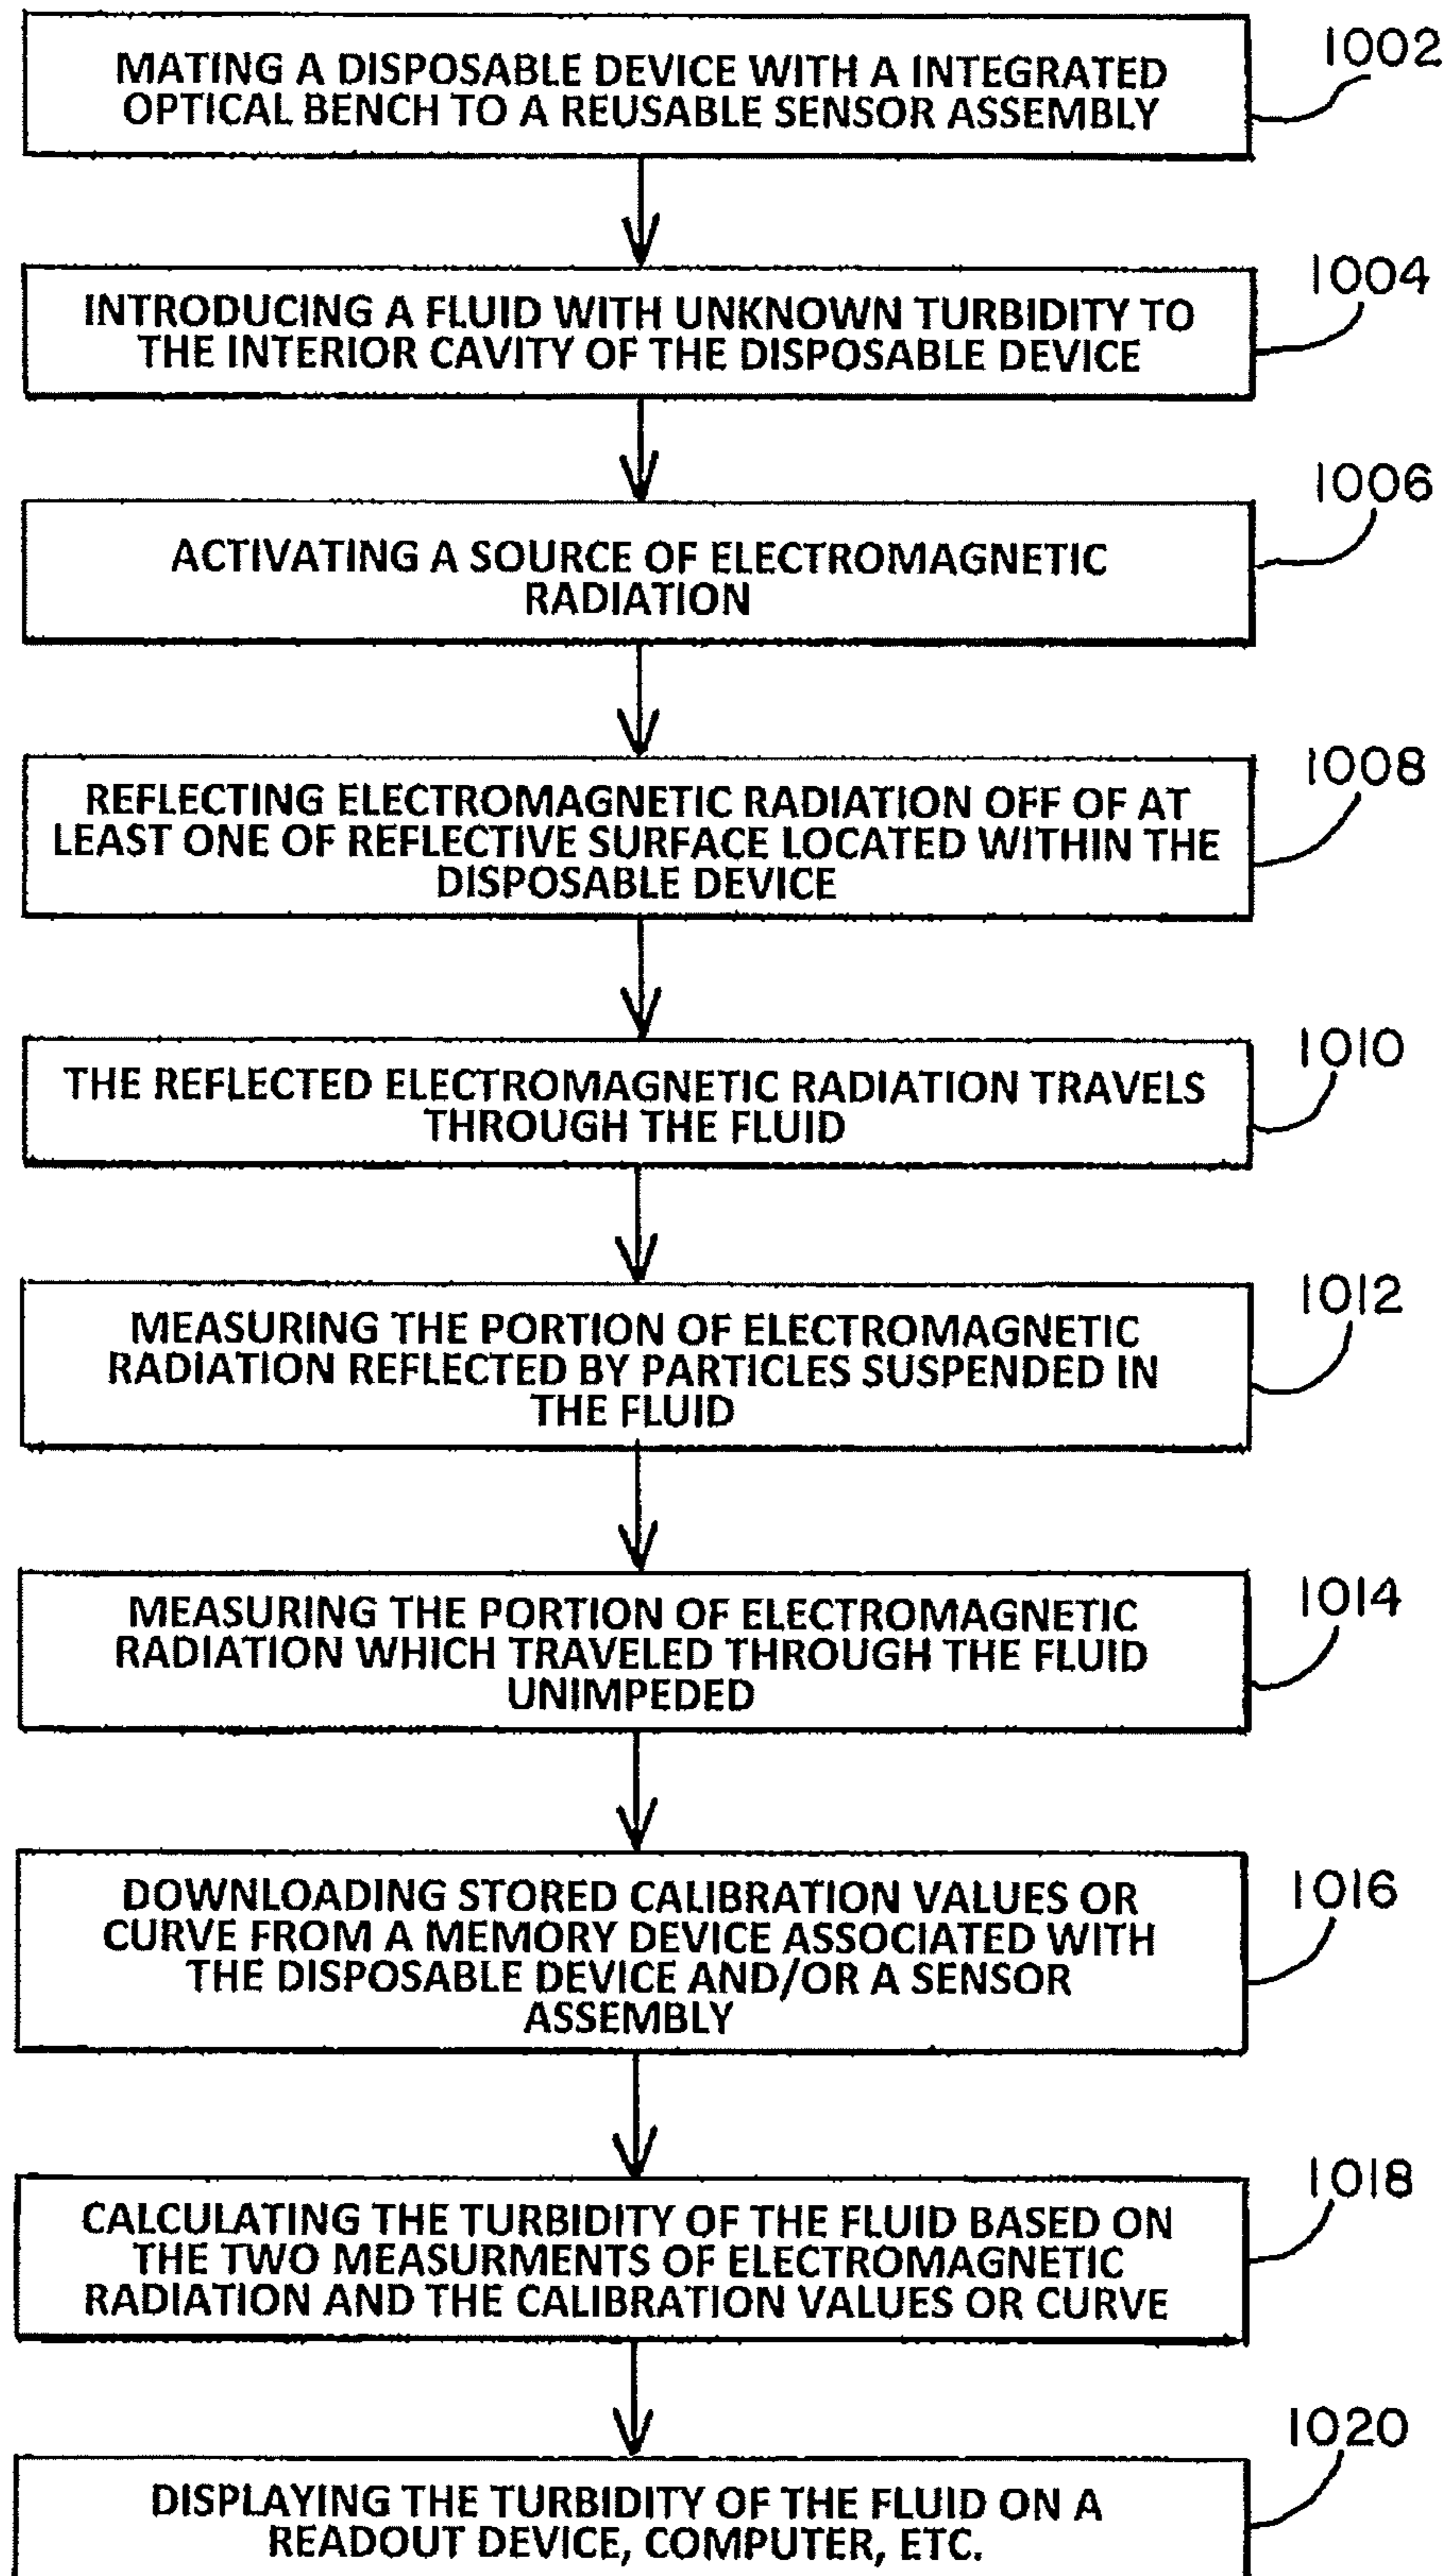 MATING A DISPOSABLE DEVICE WITH A INTEGRATED
OPTICAL BENCH TO A REUSABLE SENSOR ASSEMBLY
1002
INTRODUCING A FLUID WITH UNKNOWN TURBIDITY TO
THE INTERIOR CAVITY OF THE DISPOSABLE DEVICE
1004
ACTIVATING A SOURCE OF ELECTROMAGNETIC
RADIATION
1006
REFLECTING ELECTROMAGNETIC RADIATION OFF OF AT
LEAST ONE OF REFLECTIVE SURFACE LOCATED WITHIN THE
DISPOSABLE DEVICE
1008
THE REFLECTED ELECTROMAGNETIC RADIATION TRAVELS
THROUGH THE FLUID
1010
MEASURING THE PORTION OF ELECTROMAGNETIC
RADIATION REFLECTED BY PARTICLES SUSPENDED IN
THE FLUID
1012
MEASURING THE PORTION OF ELECTROMAGNETIC
RADIATION WHICH TRAVELED THROUGH THE FLUID
UNIMPEDED
1014
DOWNLOADING STORED CALIBRATION VALUES OR
CURVE FROM A MEMORY DEVICE ASSOCIATED WITH
THE DISPOSABLE DEVICE AND/OR A SENSOR
ASSEMBLY
1016
CALCULATING THE TURBIDITY OF THE FLUID BASED ON
THE TWO MEASURMENTS OF ELECTROMAGNETIC
RADIATION AND THE CALIBRATION VALUES OR CURVE
1018
DISPLAYING THE TURBIDITY OF THE FLUID ON A
READOUT DEVICE, COMPUTER, ETC.
1020